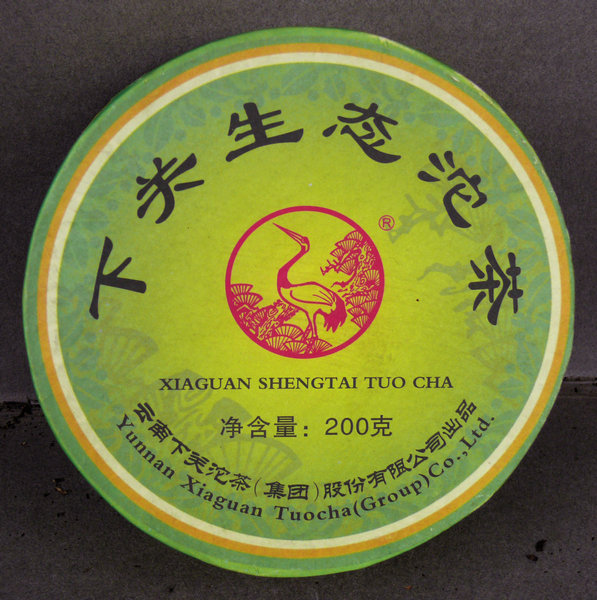 下关生态沱茶
®
XIAGUAN SHENGTAI TUO CHA
净含量：200克
云南下关沱茶（集团）股份有限公司出品
Yunnan Xiaguan Tuocha(Group)Co.,Ltd.